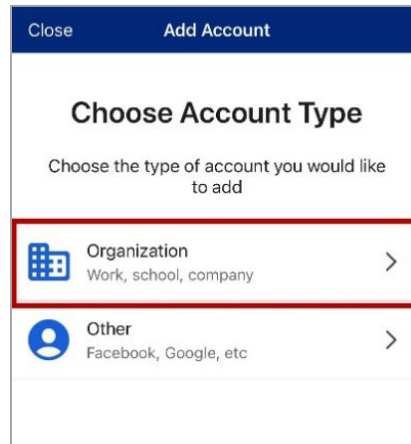 Close Add Account
Choose Account Type
Choose the type of account you would like
to add
Organization
Work, school, company
Other
Facebook, Google, etc